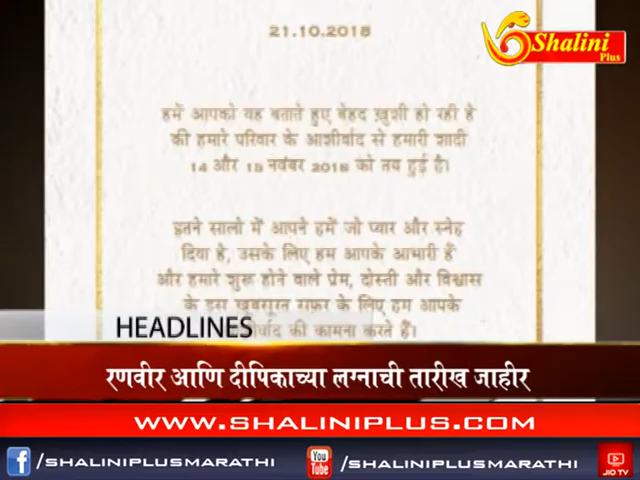 21.10.2018
Shalini
Plus
हमें आपको यह बताते हुए बेहद ख़ुशी हो रही है
की हमारे परिवार के आशीर्वाद से हमारी शादी
14 और 15 नवंबर 2018 को तय हुई है।
इतने सालो में आपने हमें जो प्यार और स्नेह
दिया है, उसके लिए हम आपके आभारी हैं
और हमारे शुरू होने वाले प्रेम, दोस्ती और विश्वास
के इस खूबसूरत सफ़र के लिए हम आपके
की कामना करते हैं।
HEADLINES
रणवीर आणि दीपिकाच्या लग्नाची तारीख जाहीर
WWW.SHALINIPLUS.COM
f /SHALINIPLUSMARATHI
You Tube /SHALINIPLUSMARATHI
JIO TV